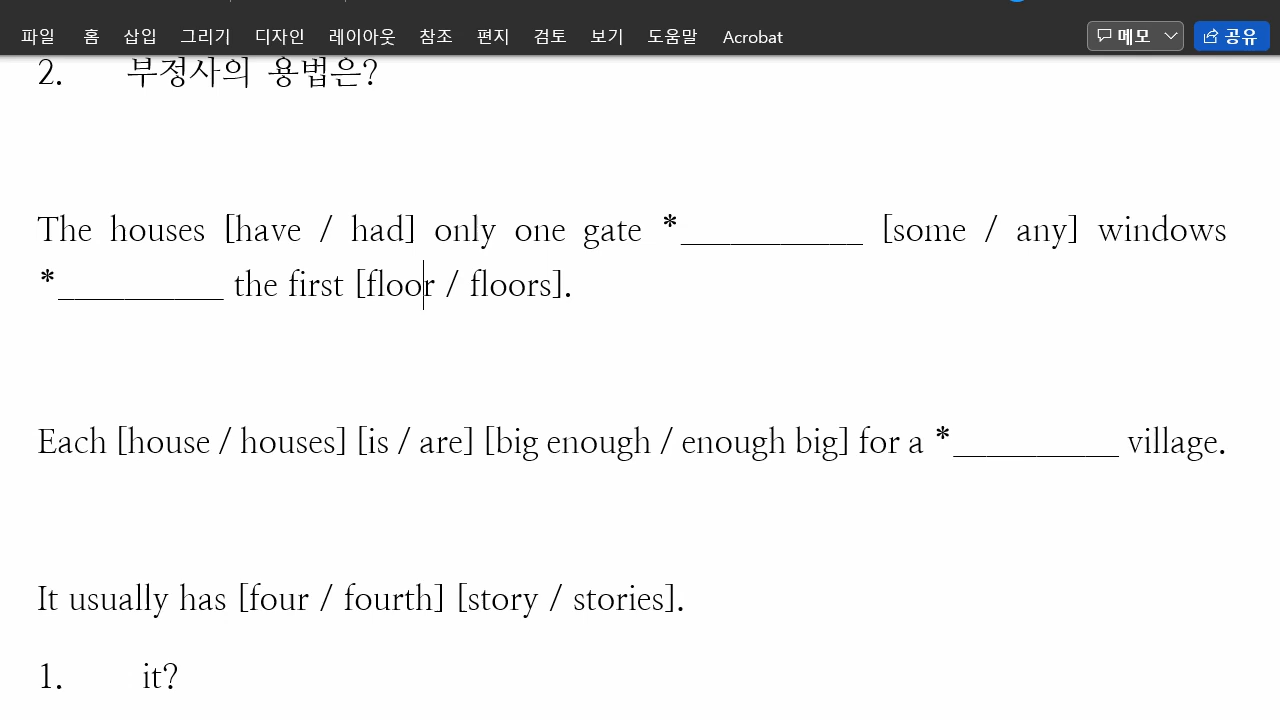 파일 홈 삽입 그리기 디자인 레이아웃 참조 편지 검토 보기 도움말 Acrobat 메모 공유
2. 부정사의 용법은?
The houses [have / had] only one gate *___________ [some / any] windows
*__________ the first [floor / floors].
Each [house / houses] [is / are] [big enough / enough big] for a *__________ village.
It usually has [four / fourth] [story / stories].
1. it?